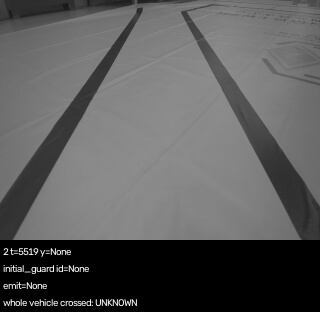 2 t=5519 y=None
initial_guard id=None
emit=None
whole vehicle crossed: UNKNOWN